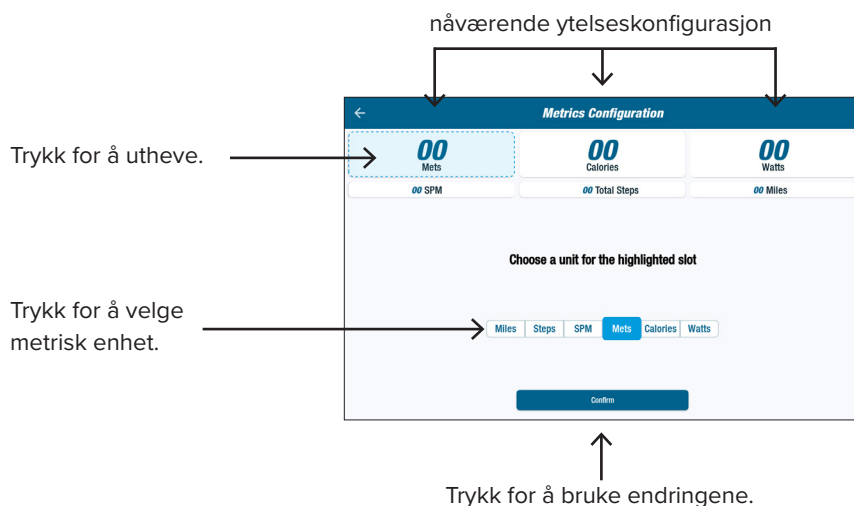 nåværende ytelseskonfigurasjon
Metrics Configuration
Trykk for å utheve.
00
Mets
00
Calories
00
Watts
00 SPM
00 Total Steps
00 Miles
Choose a unit for the highlighted slot
Trykk for å velge
metrisk enhet.
Miles Steps SPM Mets Calories Watts
Confirm
Trykk for å bruke endringene.